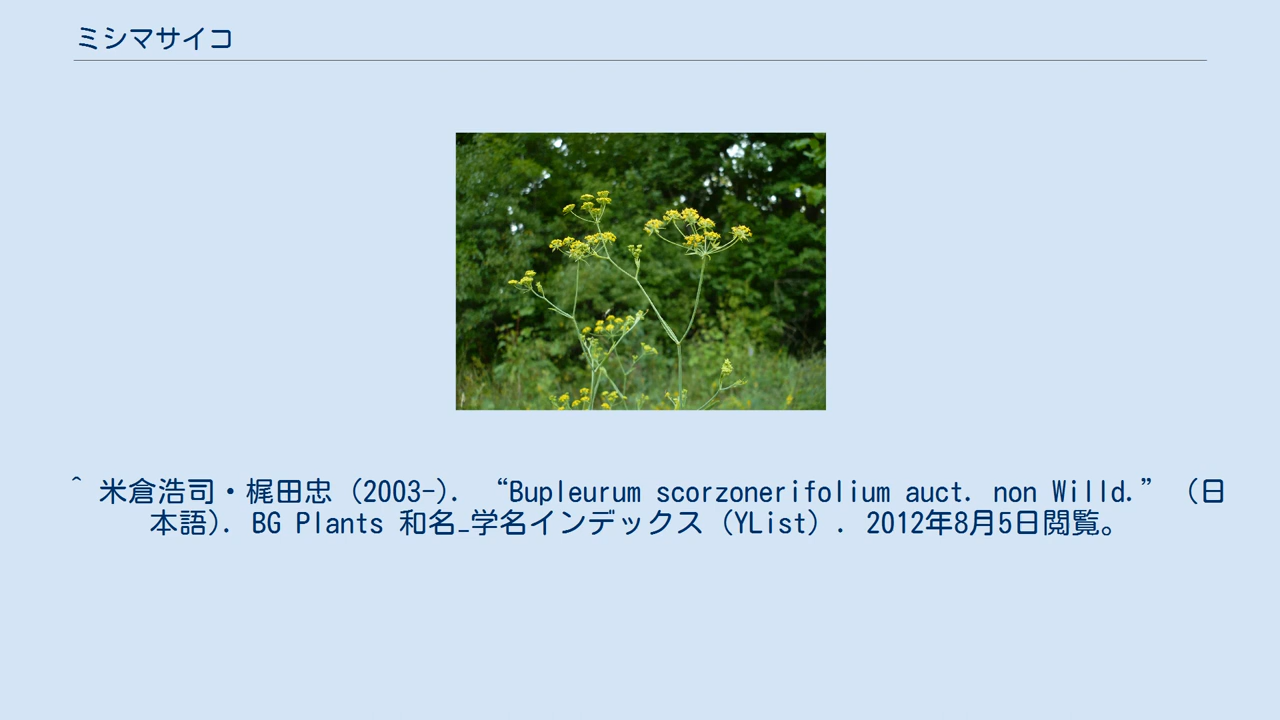 ミシマサイコ
^ 米倉浩司・梶田忠 (2003-). “Bupleurum scorzonerifolium auct. non Willd.” （日
本語）. BG Plants 和名−学名インデックス（YList）. 2012年8月5日閲覧。